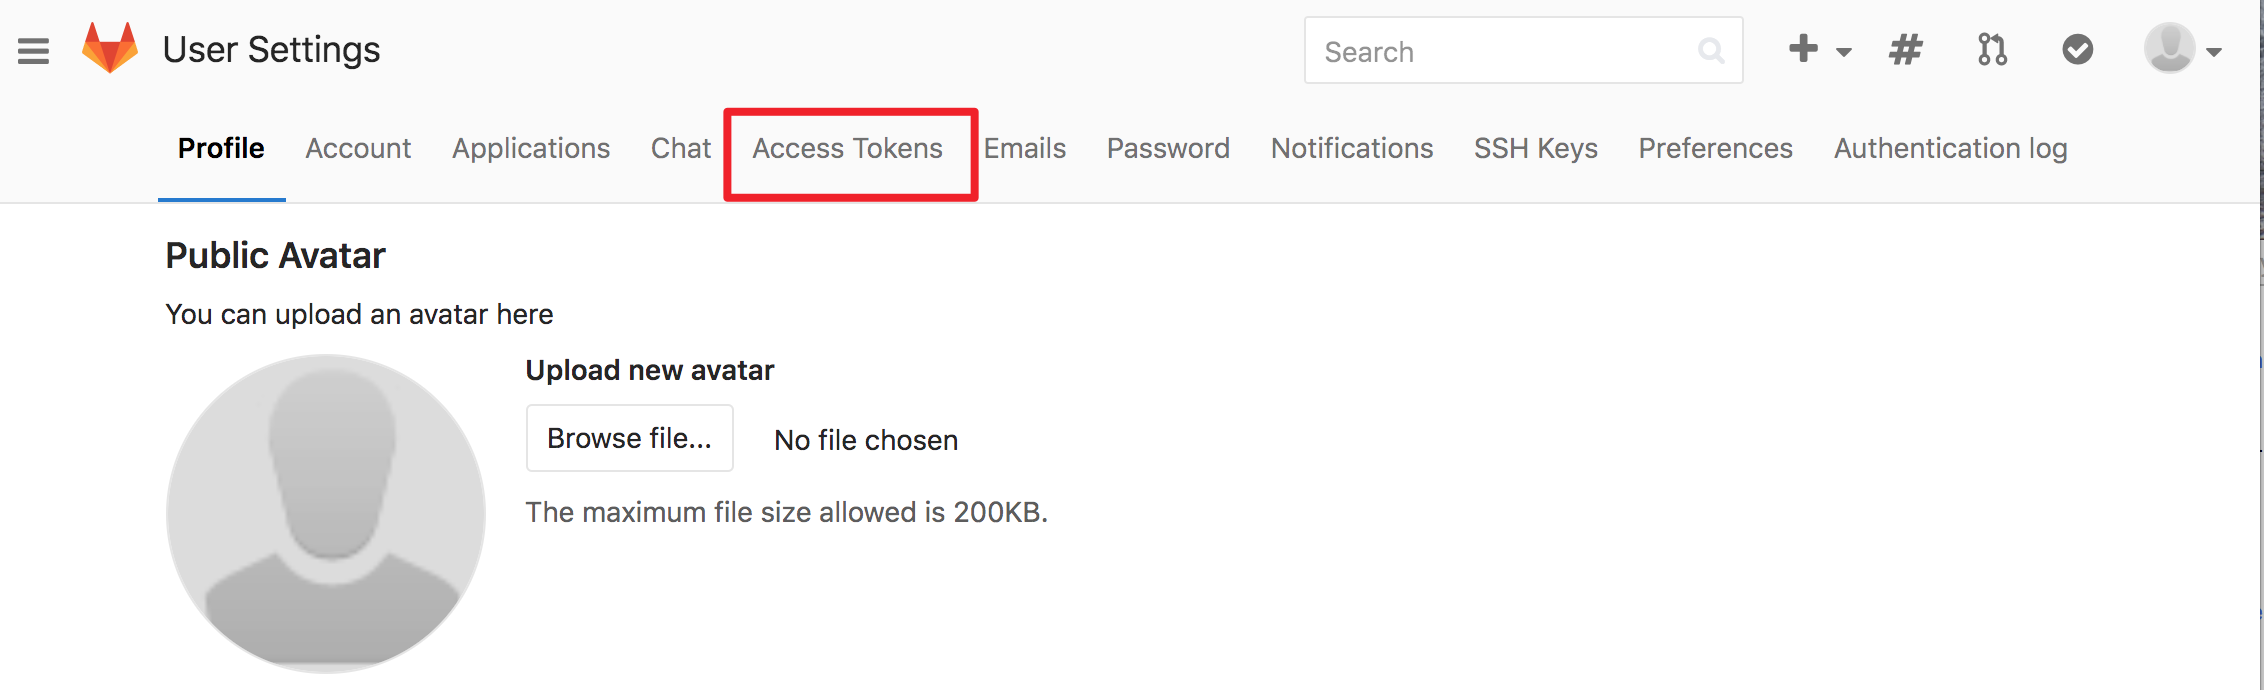 User Settings
Search
Profile Account Applications Chat Access Tokens Emails Password Notifications SSH Keys Preferences Authentication log
Public Avatar
You can upload an avatar here
Upload new avatar
Browse file... No file chosen
The maximum file size allowed is 200KB.